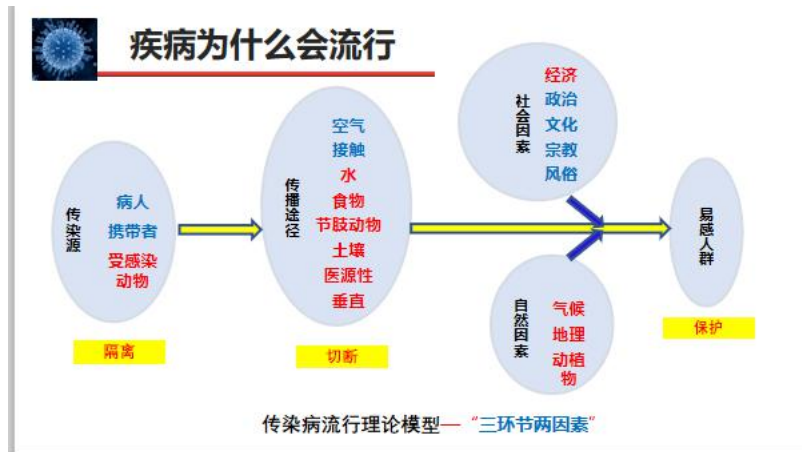 疾病为什么会流行
传染源
病人
携带者
受感染
动物
隔离
传播途径
空气
接触
水
食物
节肢动物
土壤
医源性
垂直
切断
社会因素
经济
政治
文化
宗教
风俗
自然因素
气候
地理
动植
物
易感人群
保护
传染病流行理论模型—“三环节两因素”